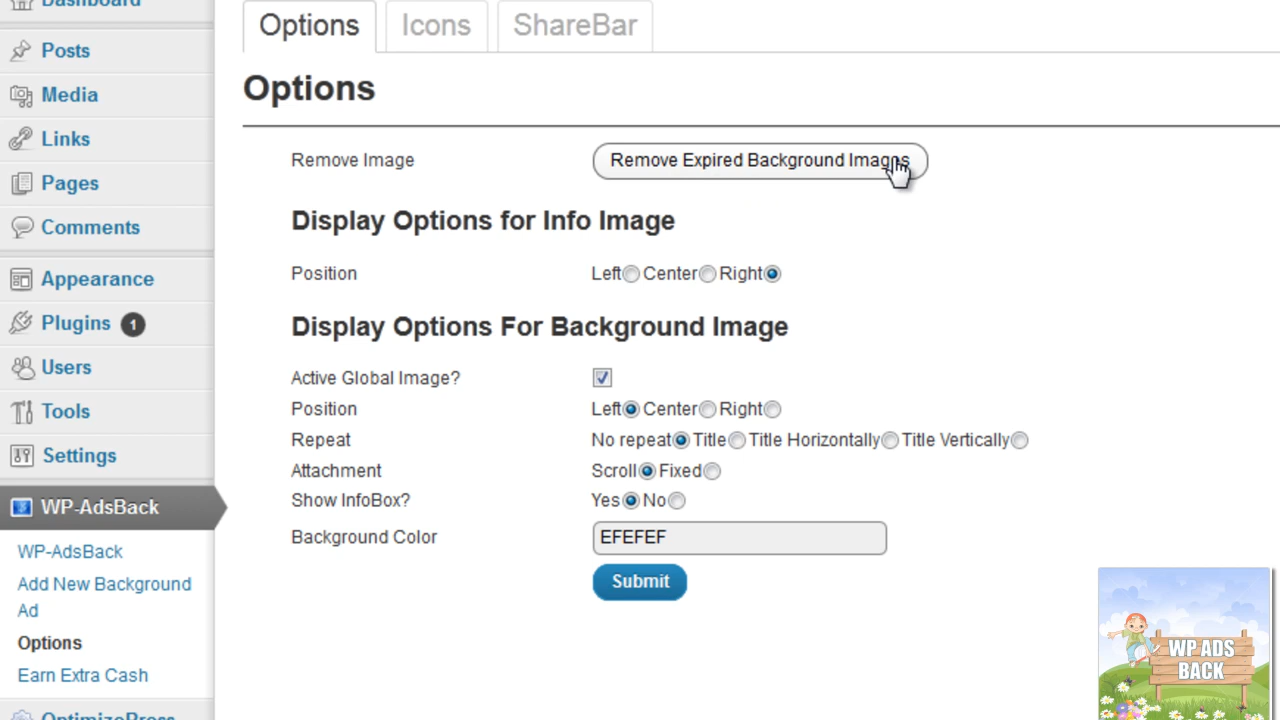 Dashboard
Posts
Media
Links
Pages
Comments
Appearance
Plugins 1
Users
Tools
Settings
WP-AdsBack
WP-AdsBack
Add New Background
Ad
Options
Earn Extra Cash
OptimizePress
Options Icons ShareBar
Options
Remove Image Remove Expired Background Images
Display Options for Info Image
Position Left Center Right
Display Options For Background Image
Active Global Image?
Position Left Center Right
Repeat No repeat Title Title Horizontally Title Vertically
Attachment Scroll Fixed
Show InfoBox? Yes No
Background Color EFEFEF
Submit
WP ADS
BACK